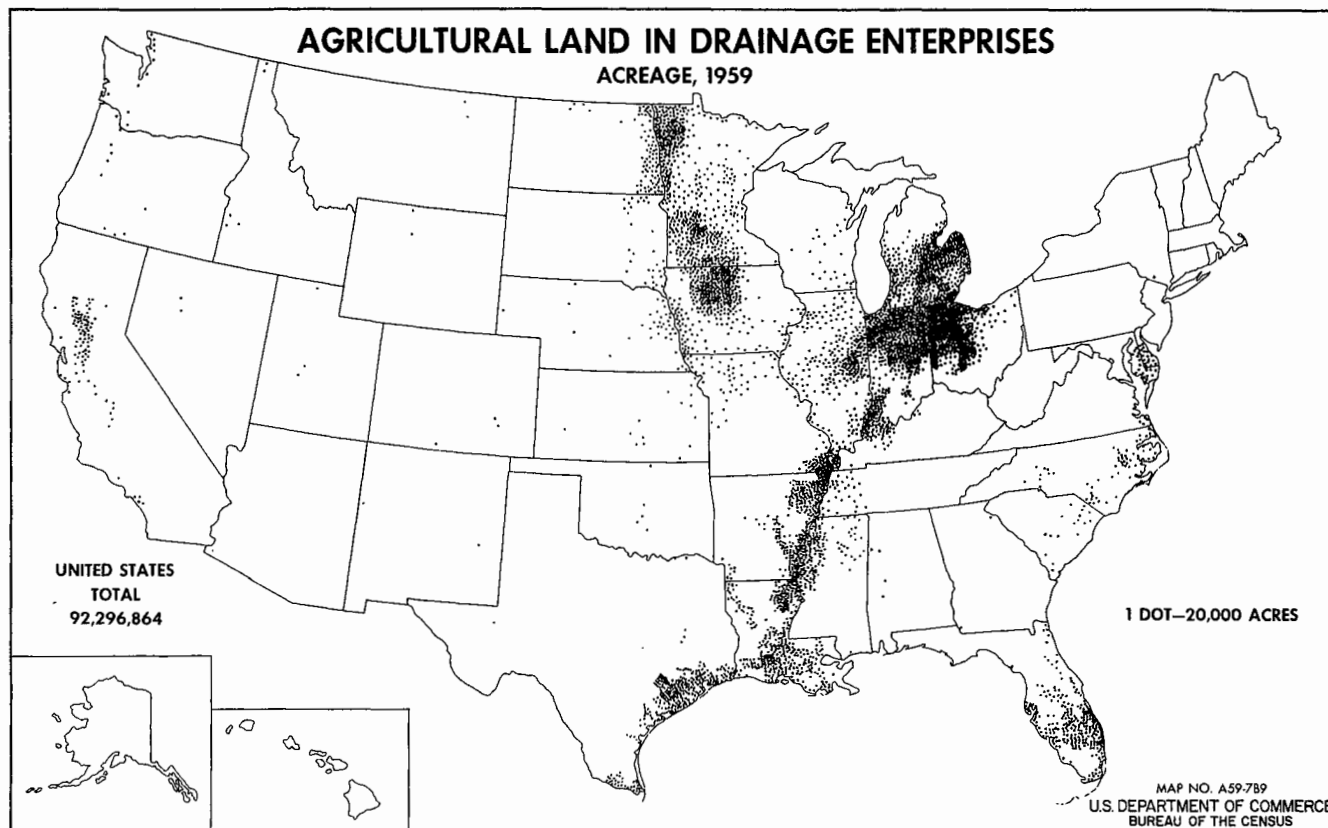 AGRICULTURAL LAND IN DRAINAGE ENTERPRISES
ACREAGE, 1959
UNITED STATES
TOTAL
92,296,864
1 DOT—20,000 ACRES
MAP NO. A59-7B9
U.S. DEPARTMENT OF COMMERCE
BUREAU OF THE CENSUS